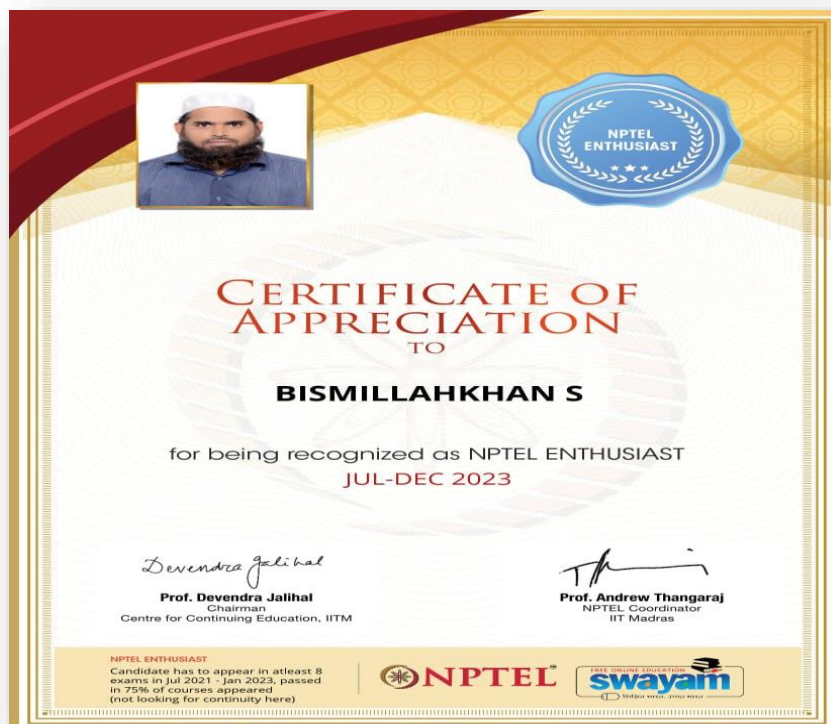 NPTEL
ENTHUSIAST
CERTIFICATE OF
APPRECIATION
TO
BISMILLAHKHAN S
for being recognized as NPTEL ENTHUSIAST
JUL-DEC 2023
Devendra Jalihal
Prof. Devendra Jalihal
Chairman
Centre for Continuing Education, IITM
Prof. Andrew Thangaraj
NPTEL Coordinator
IIT Madras
NPTEL ENTHUSIAST
Candidate has to appear in atleast 8
exams in Jul 2021 - Jan 2023, passed
in 75% of courses appeared
(not looking for continuity here)
NPTEL
FREE ONLINE EDUCATION
swayam